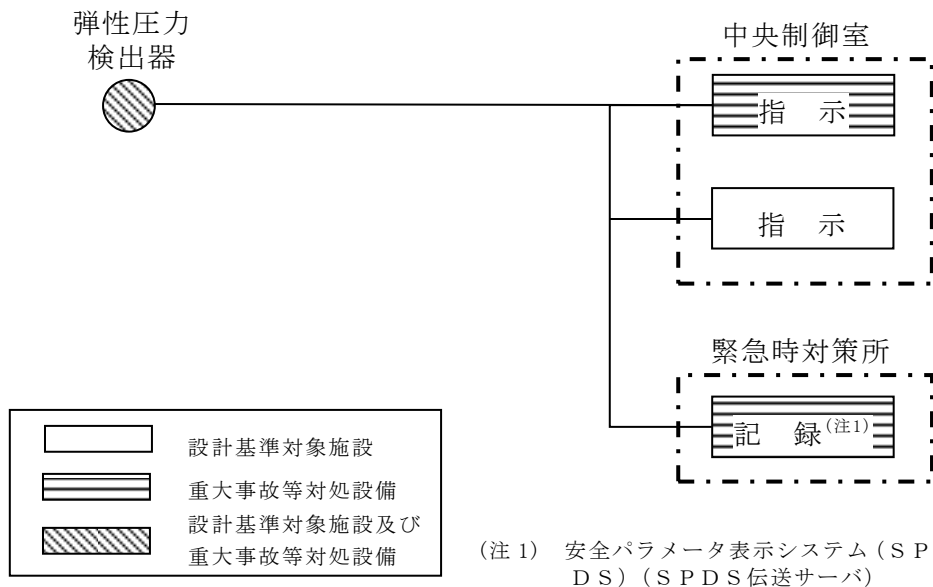 弾性圧力
検出器
中央制御室
指 示
指 示
緊急時対策所
記 録(注1)
設計基準対象施設
重大事故等対処設備
設計基準対象施設及び
重大事故等対処設備
(注 1) 安全パラメータ表示システム(SP
DS)(SPDS伝送サーバ)